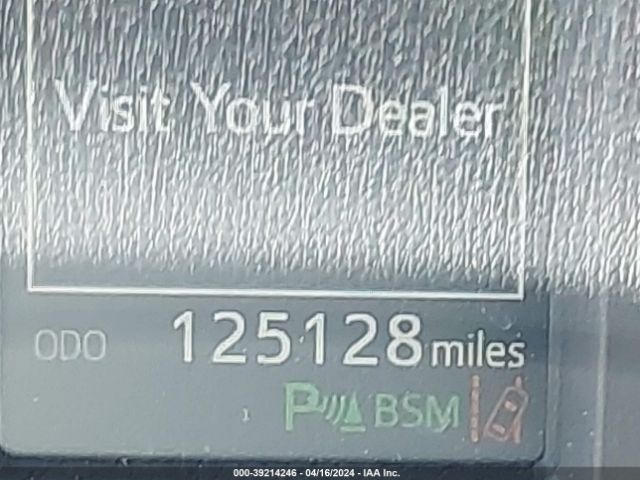 Visit Your Dealer
ODO 125128 miles
P BSM
000-39214246 - 04/16/2024 - IAA Inc.